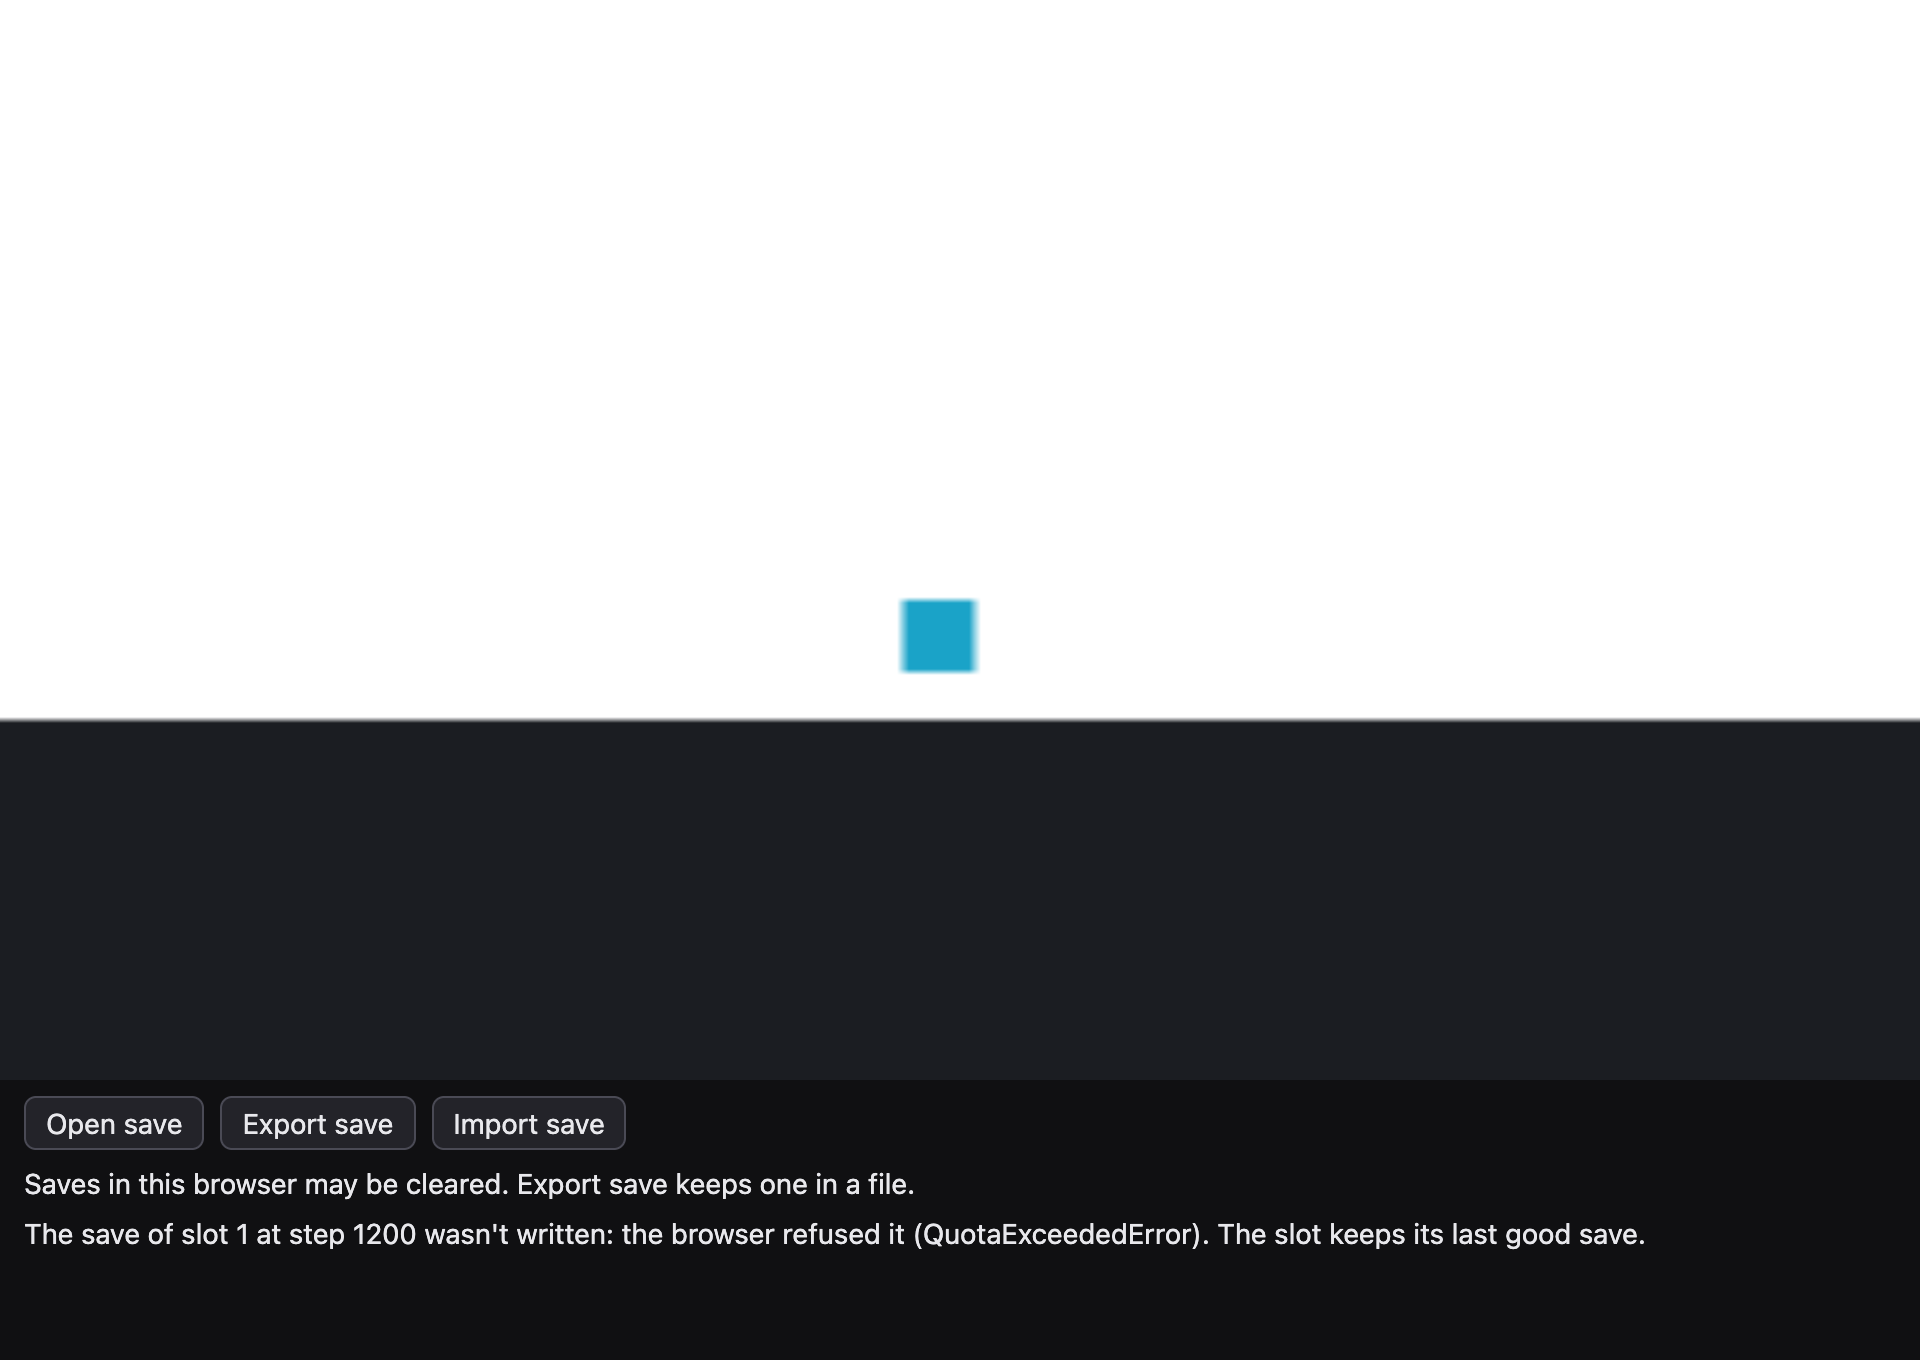 Open save Export save Import save
Saves in this browser may be cleared. Export save keeps one in a file.
The save of slot 1 at step 1200 wasn't written: the browser refused it (QuotaExceededError). The slot keeps its last good save.